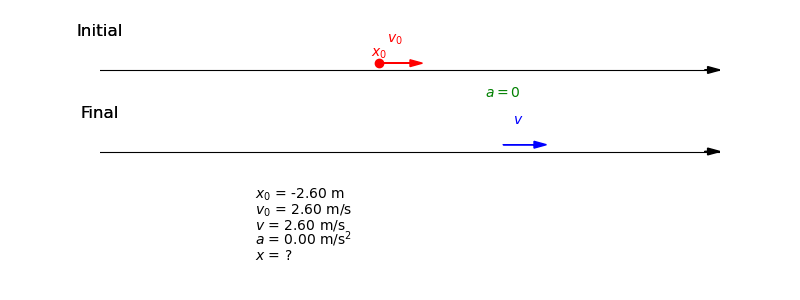 Initial
v₀
x₀
a = 0
Final
v
x₀ = -2.60 m
v₀ = 2.60 m/s
v = 2.60 m/s
a = 0.00 m/s²
x = ?